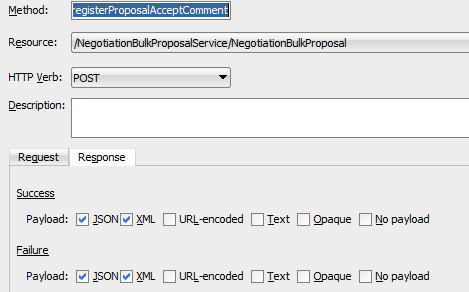 Method: registerProposalAcceptComment
Resource: /NegotiationBulkProposalService/NegotiationBulkProposal
HTTP Verb: POST
Description:
Request Response
Success
Payload: JSON XML URL-encoded Text Opaque No payload
Failure
Payload: JSON XML URL-encoded Text Opaque No payload